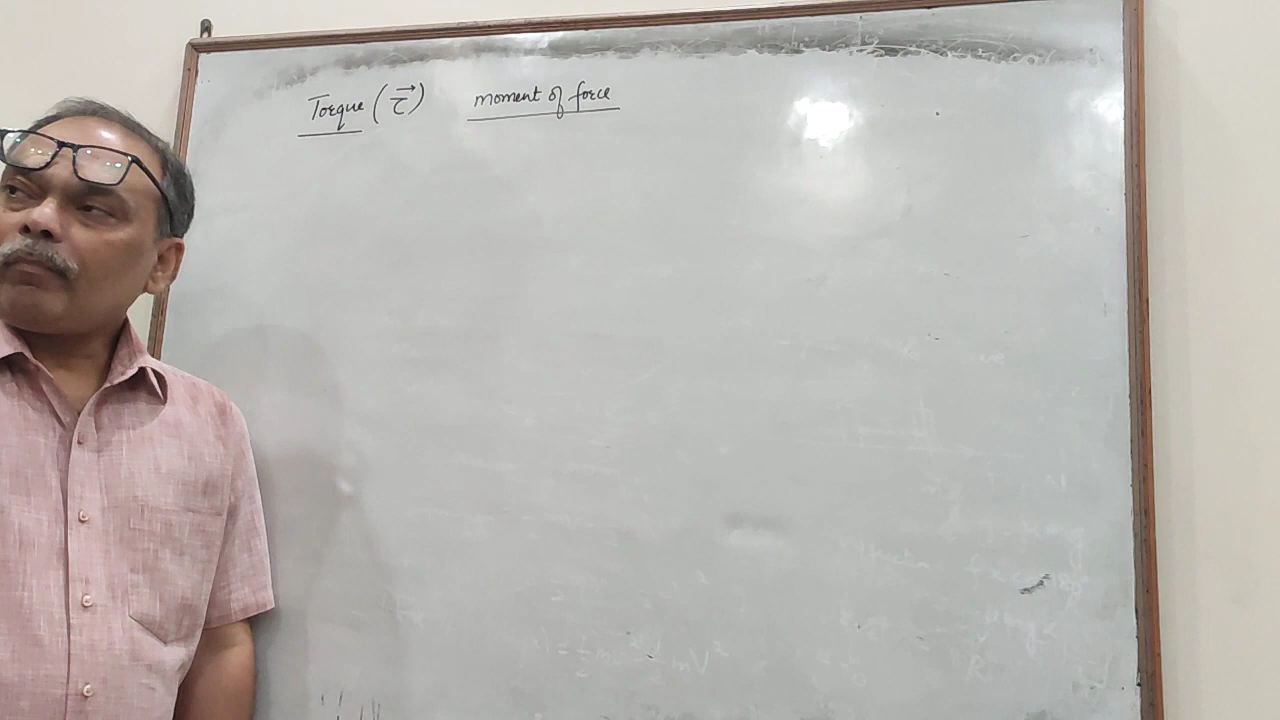 Torque (τ⃗) moment of force